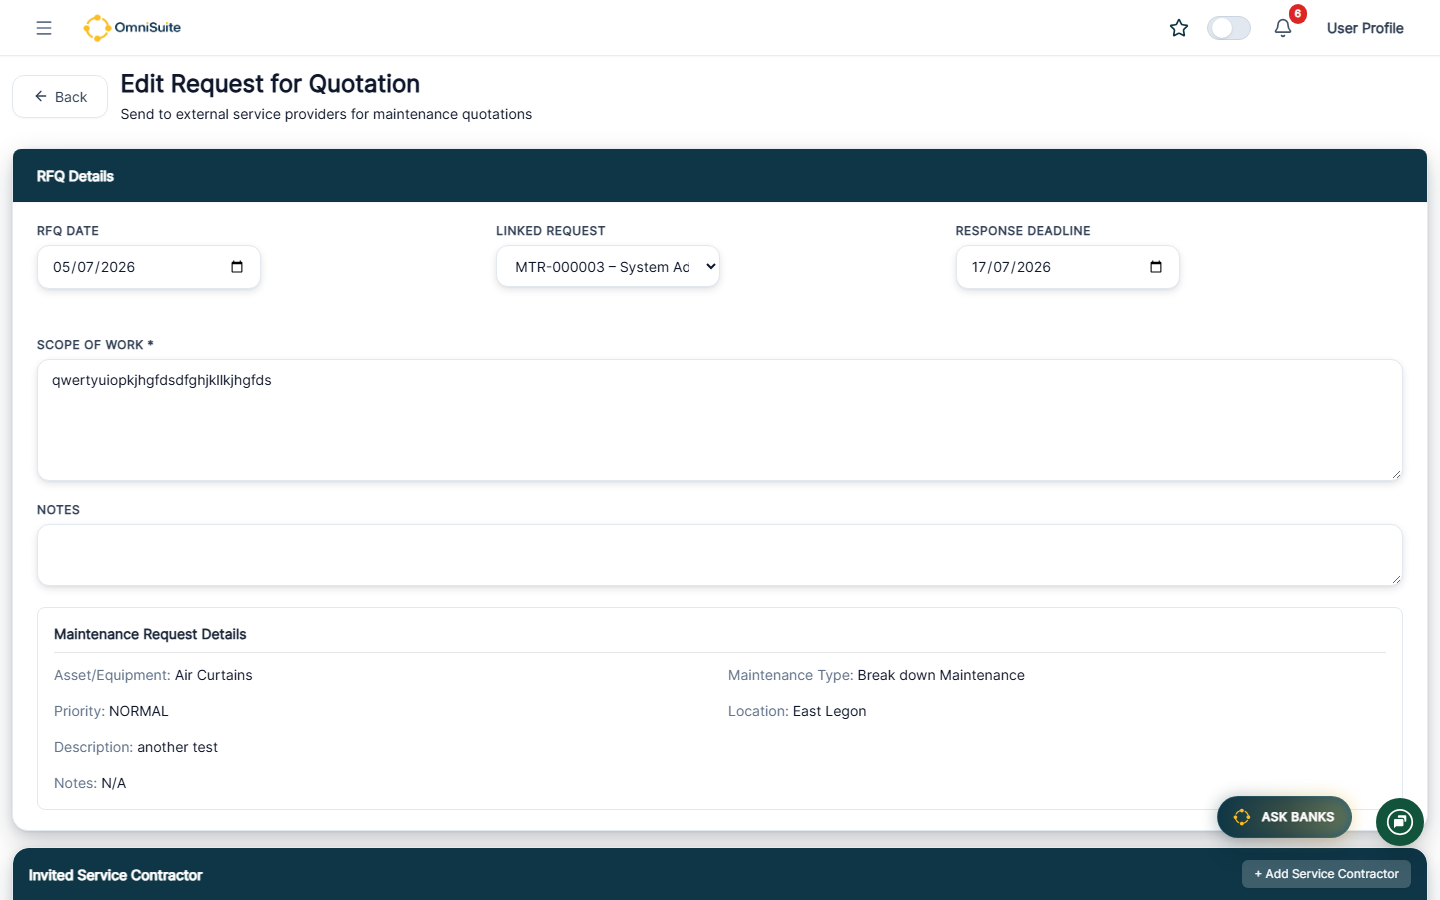 OmniSuite
6
User Profile
Back
Edit Request for Quotation
Send to external service providers for maintenance quotations
RFQ Details
RFQ DATE
05/07/2026
LINKED REQUEST
MTR-000003 – System Ad
RESPONSE DEADLINE
17/07/2026
SCOPE OF WORK *
qwertyuiopkjhgfdsdfghjkllkjhgfds
NOTES
Maintenance Request Details
Asset/Equipment: Air Curtains
Maintenance Type: Break down Maintenance
Priority: NORMAL
Location: East Legon
Description: another test
Notes: N/A
ASK BANKS
Invited Service Contractor
+ Add Service Contractor